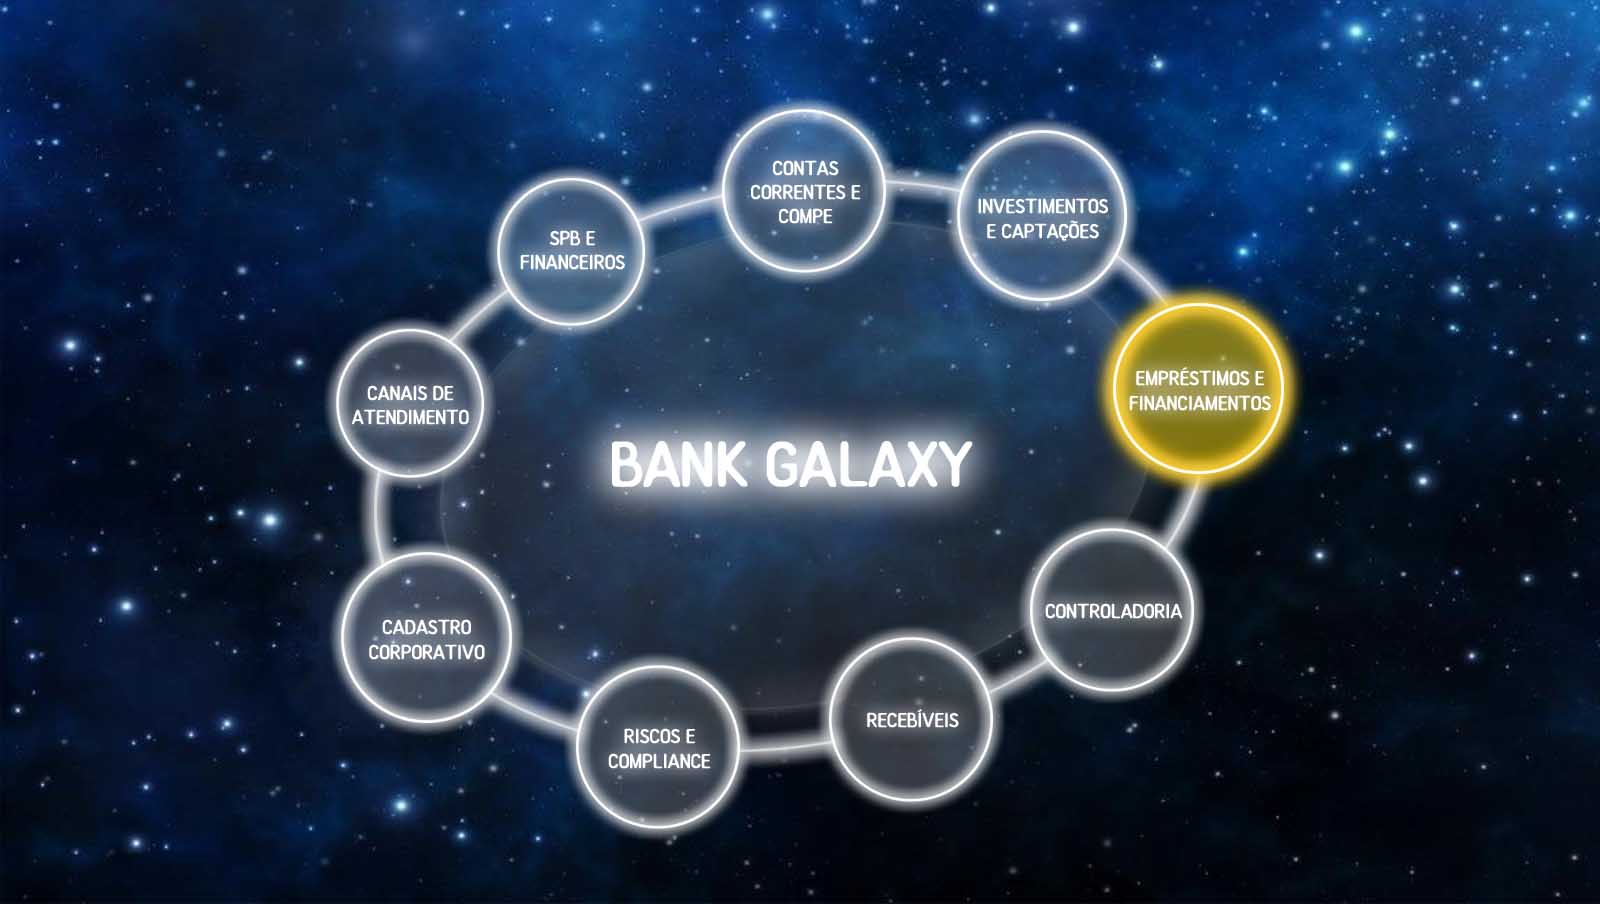 CONTAS
CORRENTES E
COMPE
INVESTIMENTOS
E CAPTAÇÕES
SPB E
FINANCEIROS
EMPRÉSTIMOS E
FINANCIAMENTOS
CANAIS DE
ATENDIMENTO
BANK GALAXY
CONTROLADORIA
CADASTRO
CORPORATIVO
RECEBÍVEIS
RISCOS E
COMPLIANCE